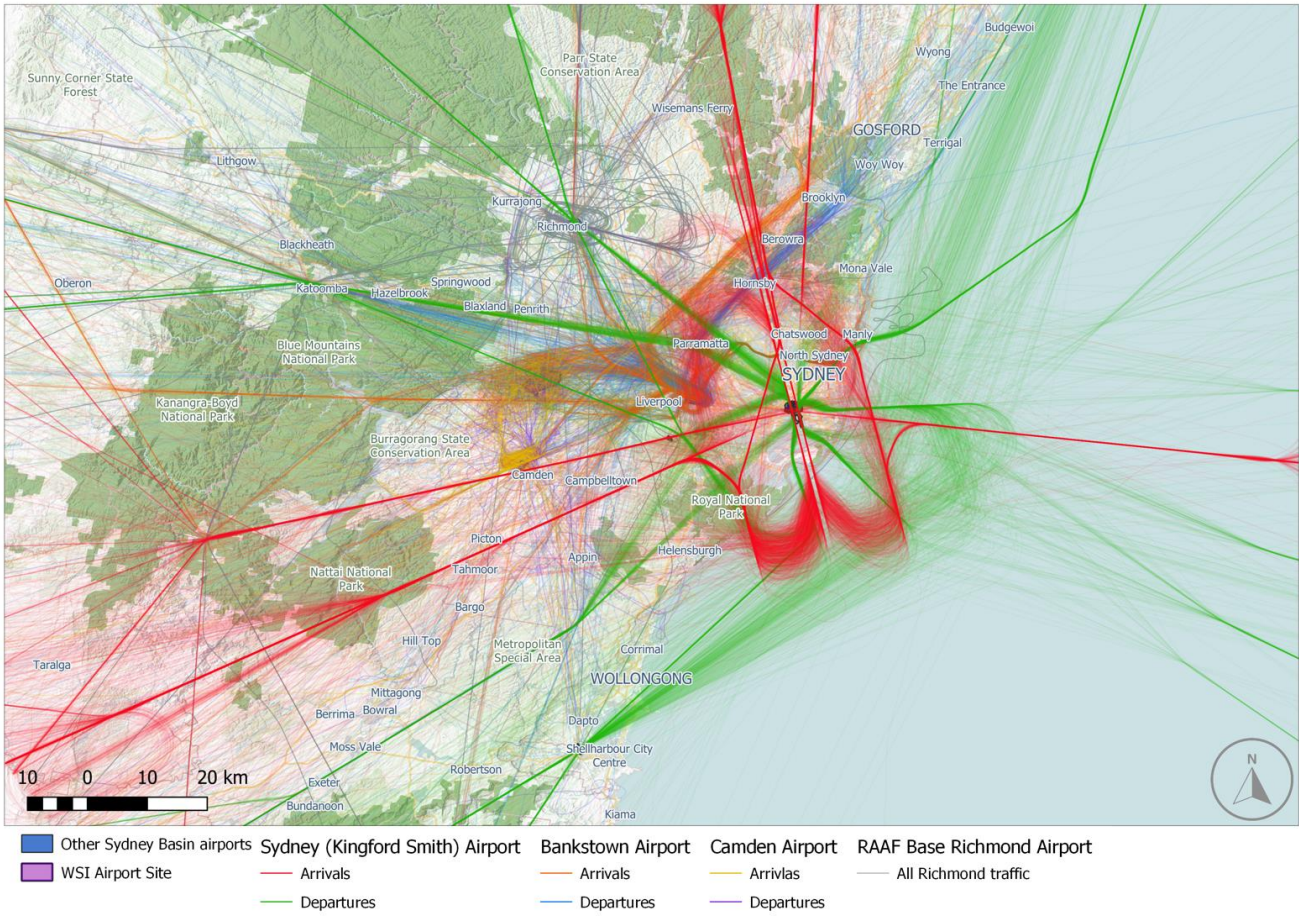 Budgewoi
Wyong
Parr State
Conservation Area
Sunny Corner State
Forest
The Entrance
Wisemans Ferry
GOSFORD
Terrigal
Lithgow
Woy Woy
Kurrajong
Brooklyn
Richmond
Blackheath
Berowra
Mona Vale
Oberon
Katoomba
Hazelbrook
Springwood
Hornsby
Blaxland
Penrith
Chatswood
Manly
Blue Mountains
National Park
Parramatta
North Sydney
SYDNEY
Kanangra-Boyd
National Park
Liverpool
Burragorang State
Conservation Area
Camden
Campbelltown
Royal National
Park
Picton
Helensburgh
Appin
Nattai National
Park
Tahmoor
Bargo
Hill Top
Metropolitan
Special Area
Corrimal
Taralga
WOLLONGONG
Mittagong
Berrima
Bowral
Dapto
Moss Vale
Shellharbour City
Centre
Robertson
Exeter
Bundanoon
Kiama
N
10 0 10 20 km
Other Sydney Basin airports
WSI Airport Site
Sydney (Kingford Smith) Airport
Arrivals
Departures
Bankstown Airport
Arrivals
Departures
Camden Airport
Arrivlas
Departures
RAAF Base Richmond Airport
All Richmond traffic